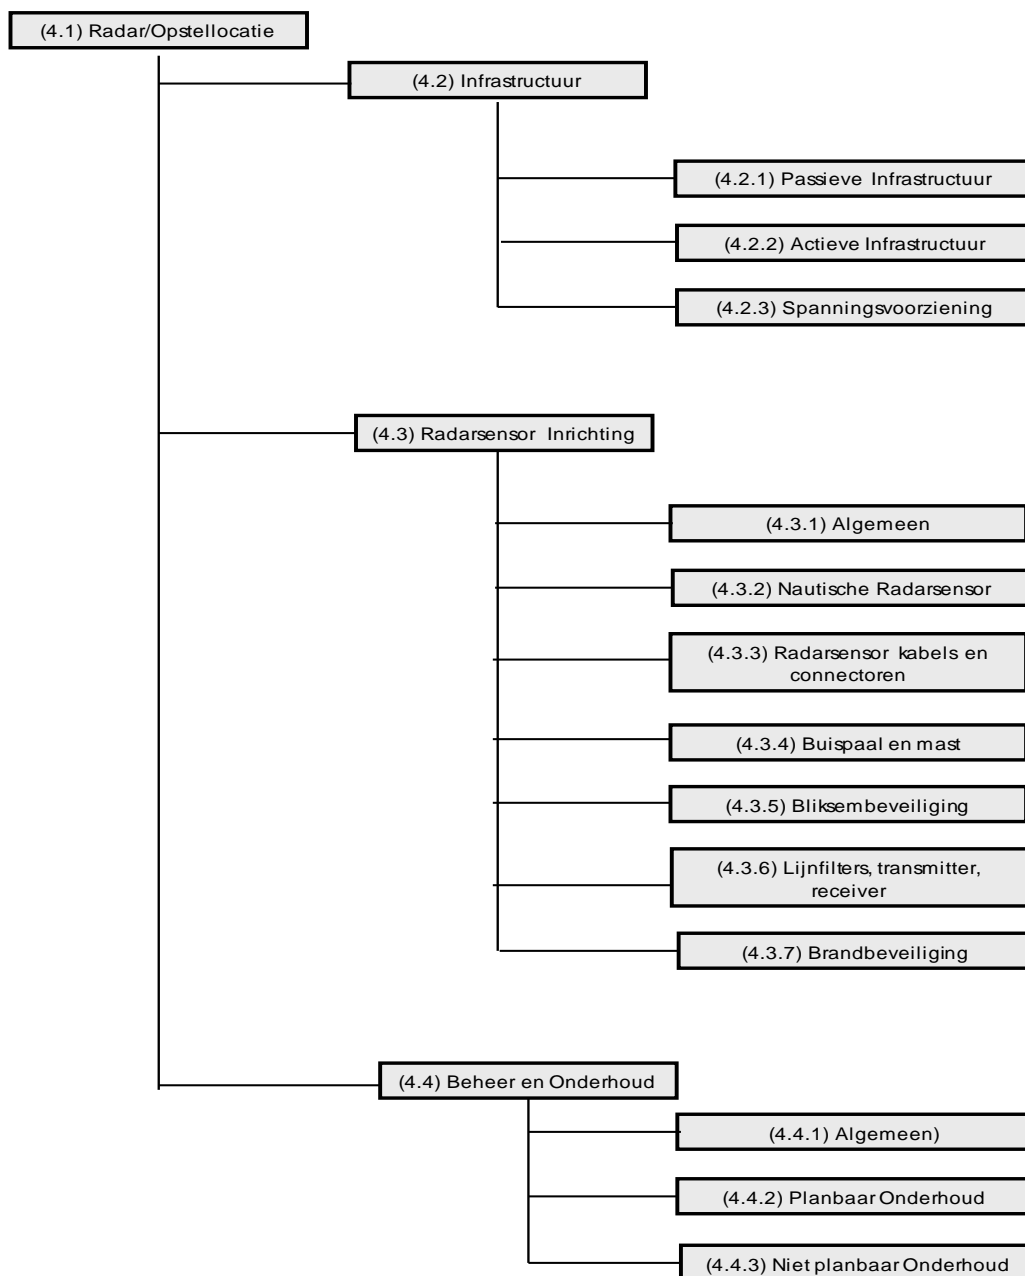 (4.1) Radar/Opstellocatie
(4.2) Infrastructuur
(4.2.1) Passieve Infrastructuur
(4.2.2) Actieve Infrastructuur
(4.2.3) Spanningsvoorziening
(4.3) Radarsensor Inrichting
(4.3.1) Algemeen
(4.3.2) Nautische Radarsensor
(4.3.3) Radarsensor kabels en
connectoren
(4.3.4) Buispaal en mast
(4.3.5) Bliksembeveiliging
(4.3.6) Lijnfilters, transmitter,
receiver
(4.3.7) Brandbeveiliging
(4.4) Beheer en Onderhoud
(4.4.1) Algemeen)
(4.4.2) Planbaar Onderhoud
(4.4.3) Niet planbaar Onderhoud